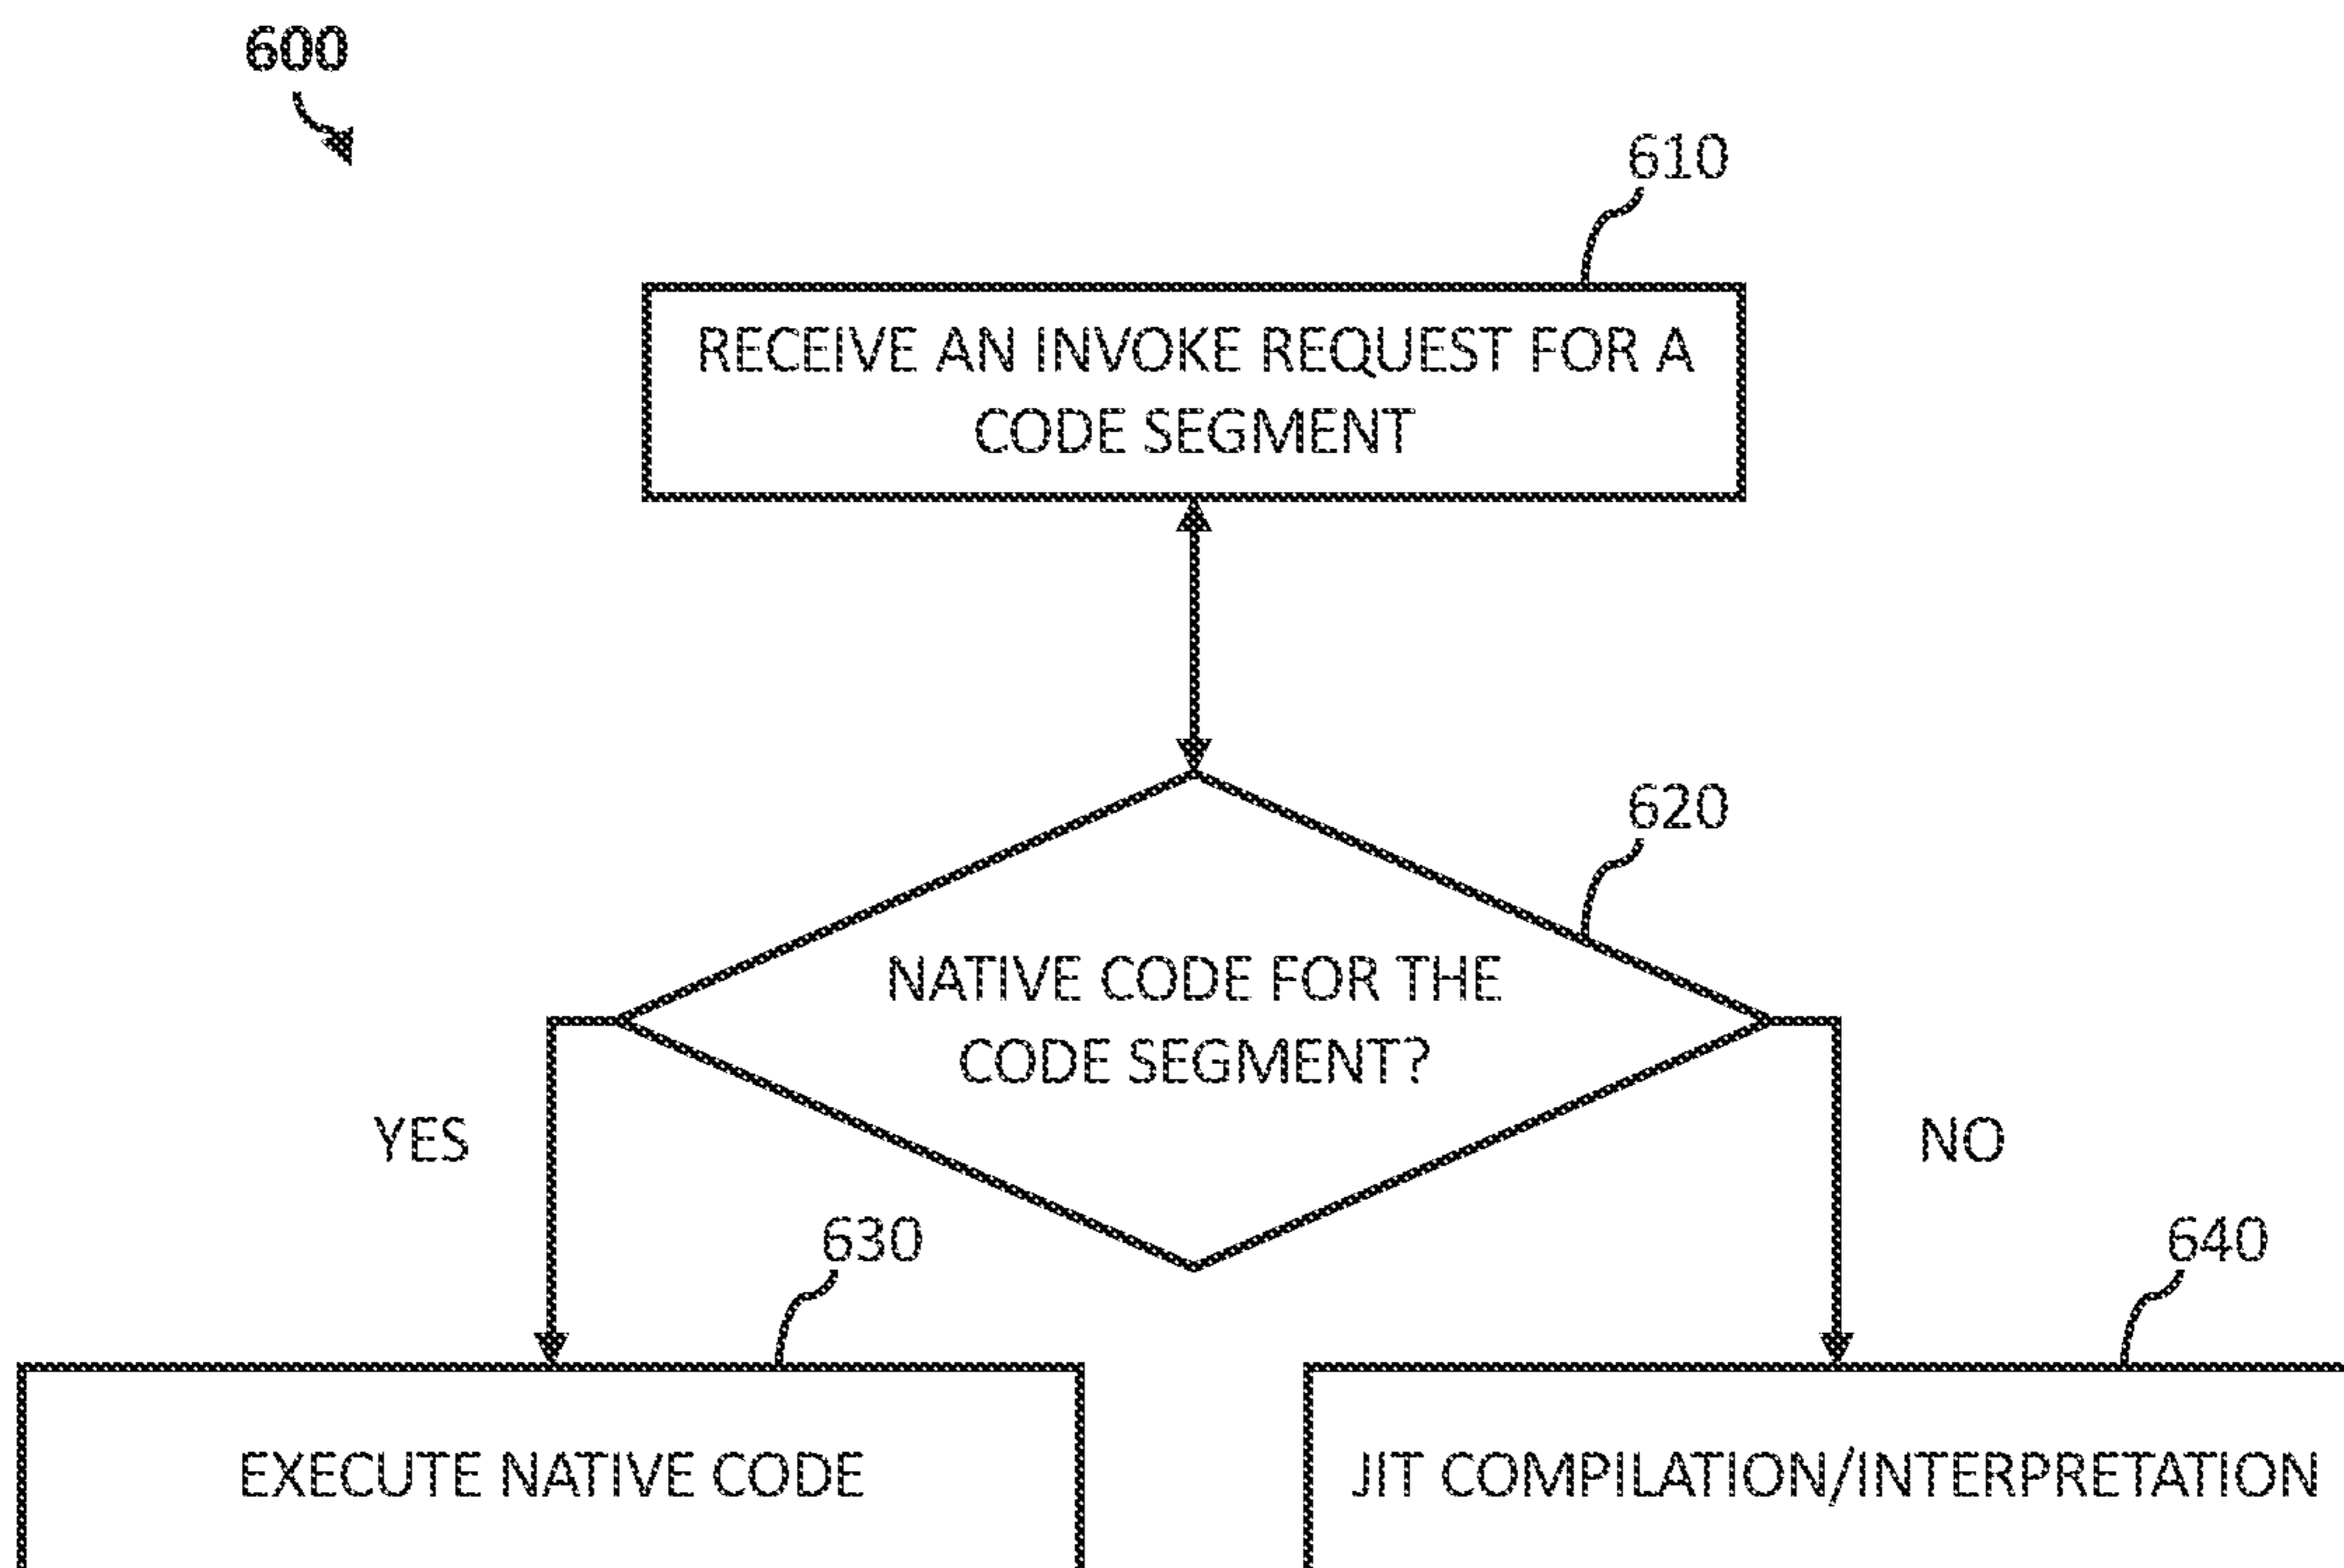 600
610
RECEIVE AN INVOKE REQUEST FOR A
CODE SEGMENT
620
NATIVE CODE FOR THE
CODE SEGMENT?
YES
NO
630
640
EXECUTE NATIVE CODE
JIT COMPILATION/INTERPRETATION